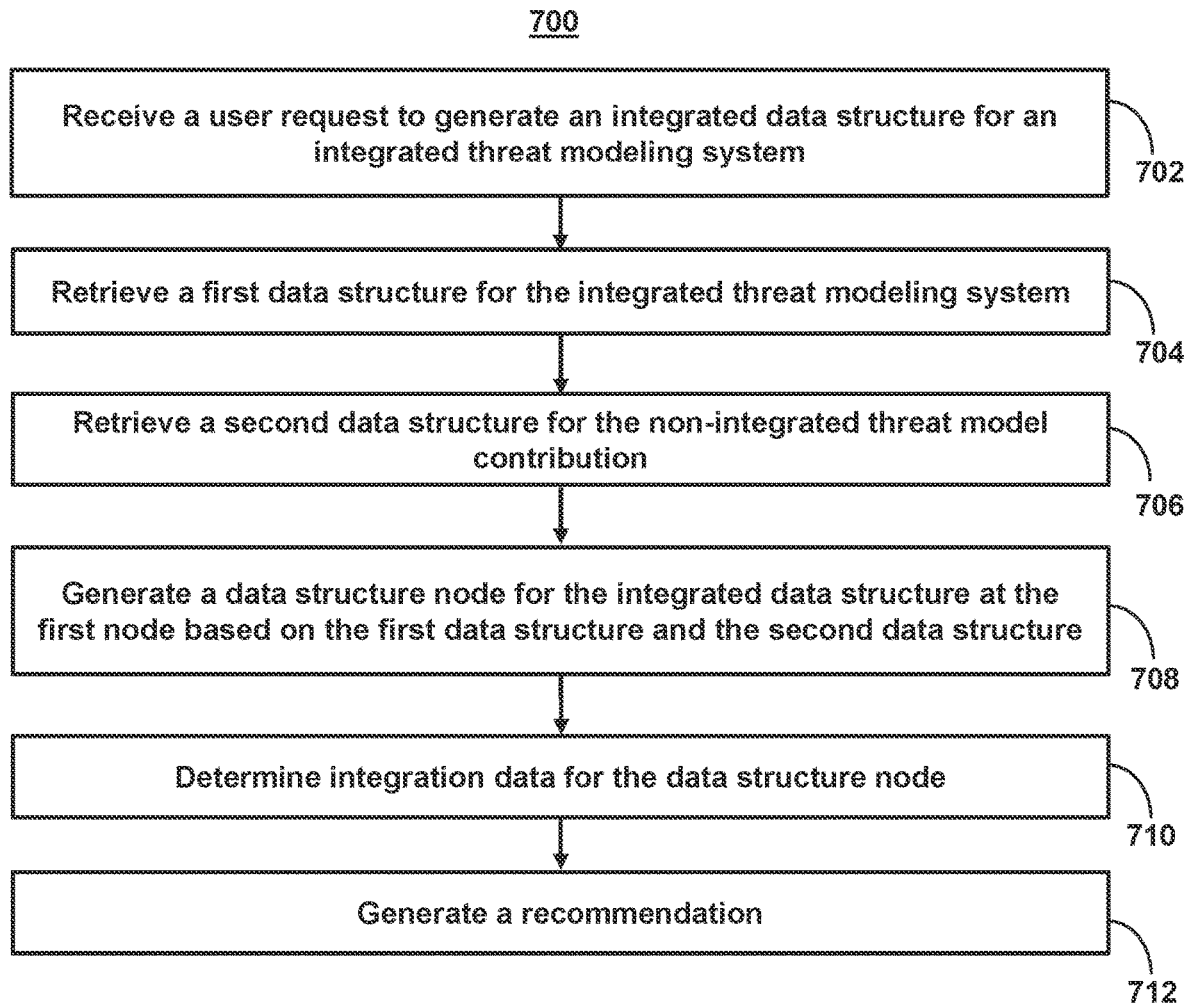 700
Receive a user request to generate an integrated data structure for an
integrated threat modeling system
702
Retrieve a first data structure for the integrated threat modeling system
704
Retrieve a second data structure for the non-integrated threat model
contribution
706
Generate a data structure node for the integrated data structure at the
first node based on the first data structure and the second data structure
708
Determine integration data for the data structure node
710
Generate a recommendation
712